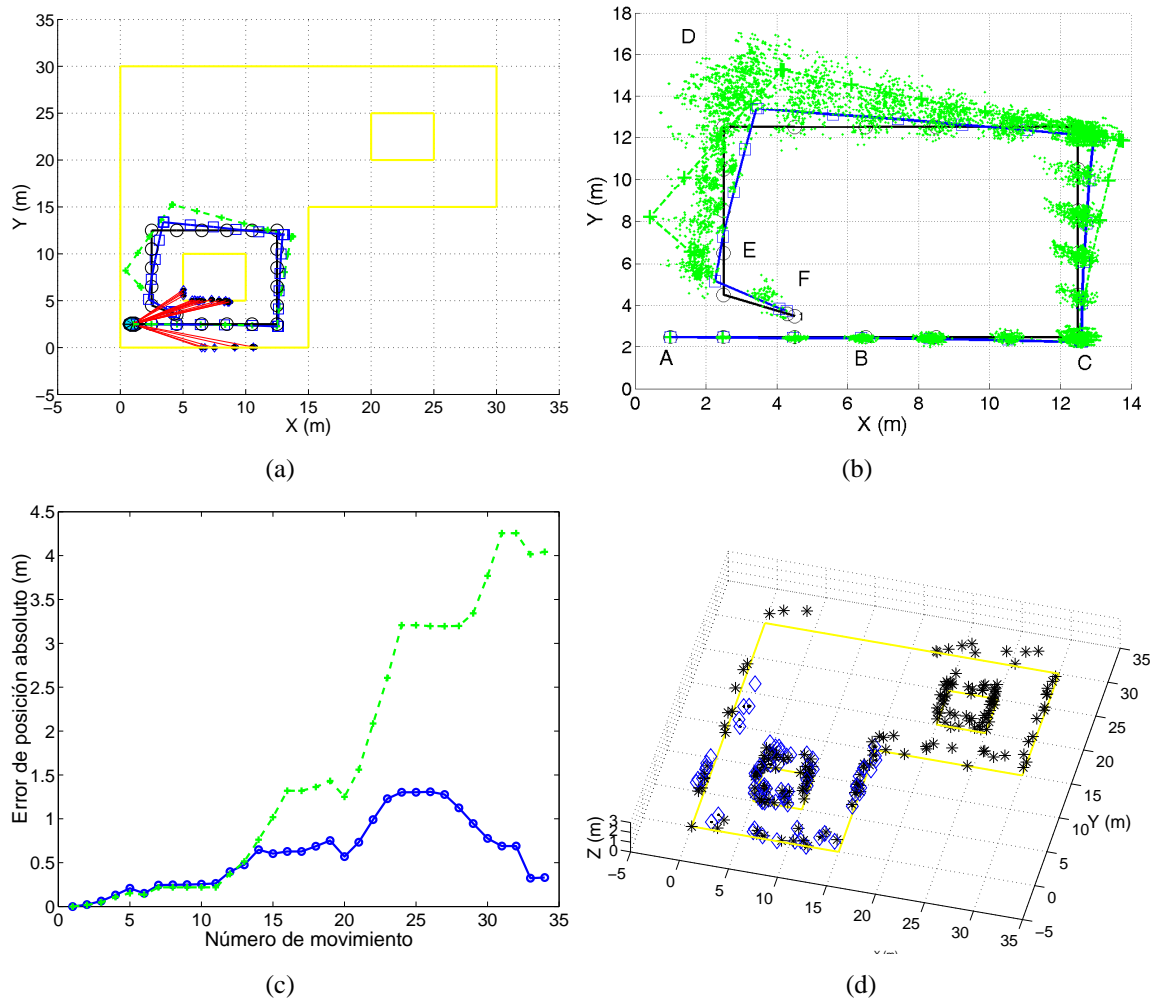 35
30
25
20
15
10
5
0
−5
Y (m)
−5 0 5 10 15 20 25 30 35
X (m)
(a)
18
16
14
12
10
8
6
4
2
0
Y (m)
D
E
F
A
B
C
0 2 4 6 8 10 12 14
X (m)
(b)
4.5
4
3.5
3
2.5
2
1.5
1
0.5
0
Error de posición absoluto (m)
0 5 10 15 20 25 30 35
Número de movimiento
(c)
35
30
25
20
15
10
5
0
−5
Y (m)
3
2
1
0
Z (m)
−5
0
5
10
15
20
25
30
35
X (m)
(d)